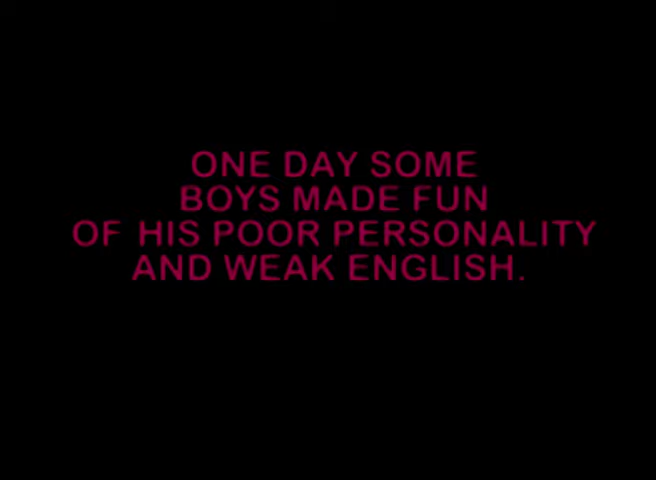 ONE DAY SOME
BOYS MADE FUN
OF HIS POOR PERSONALITY
AND WEAK ENGLISH.